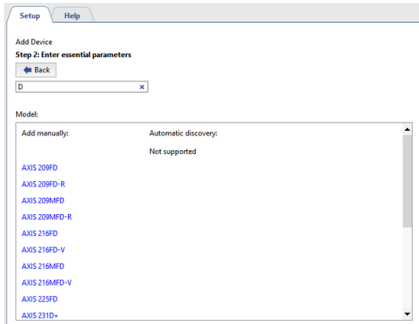 Setup Help
Add Device
Step 2: Enter essential parameters
Back
D
Model:
Add manually: Automatic discovery:
Not supported
AXIS 209FD
AXIS 209FD-R
AXIS 209MFD
AXIS 209MFD-R
AXIS 216FD
AXIS 216FD-V
AXIS 216MFD
AXIS 216MFD-V
AXIS 225FD
AXIS 231D+